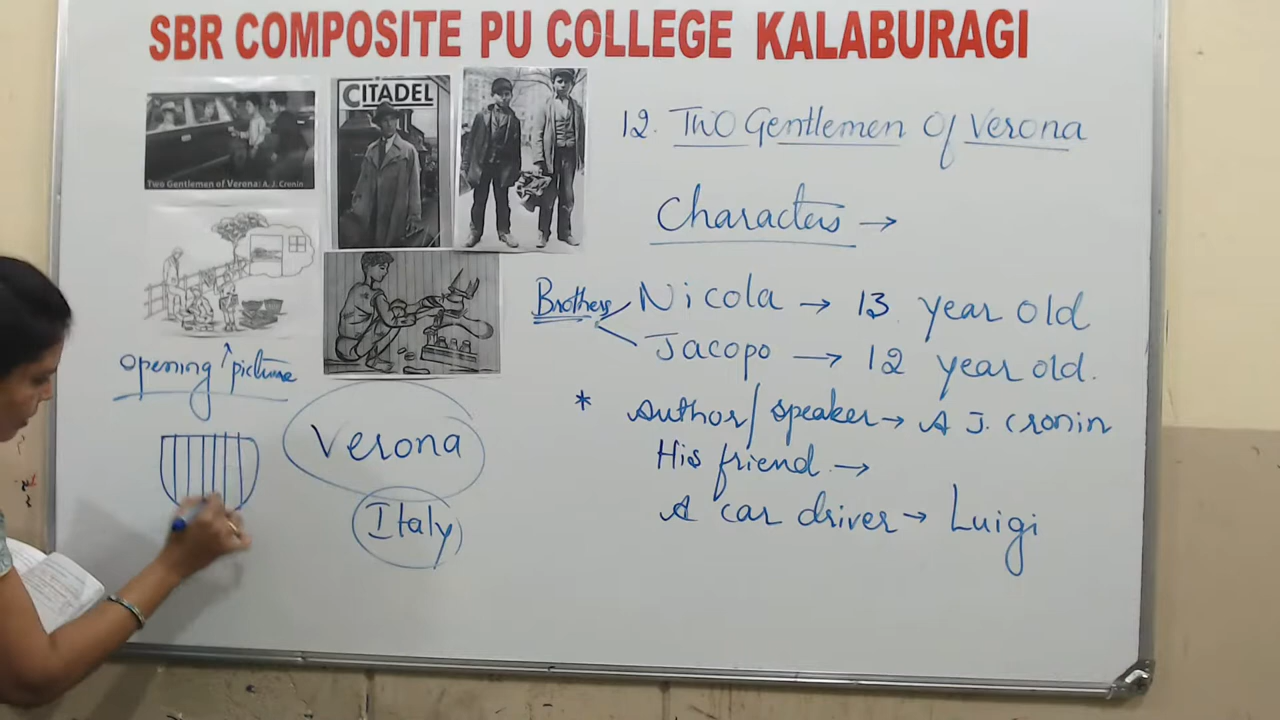 SBR COMPOSITE PU COLLEGE KALABURAGI
CITADEL
Two Gentlemen of Verona: A. J. Cronin
opening picture
Verona
Italy
12. Two Gentlemen Of Verona
Characters →
Brothers
Nicola → 13 year old
Jacopo → 12 year old.
* Author/speaker → A J. Cronin
His friend →
A car driver → Luigi